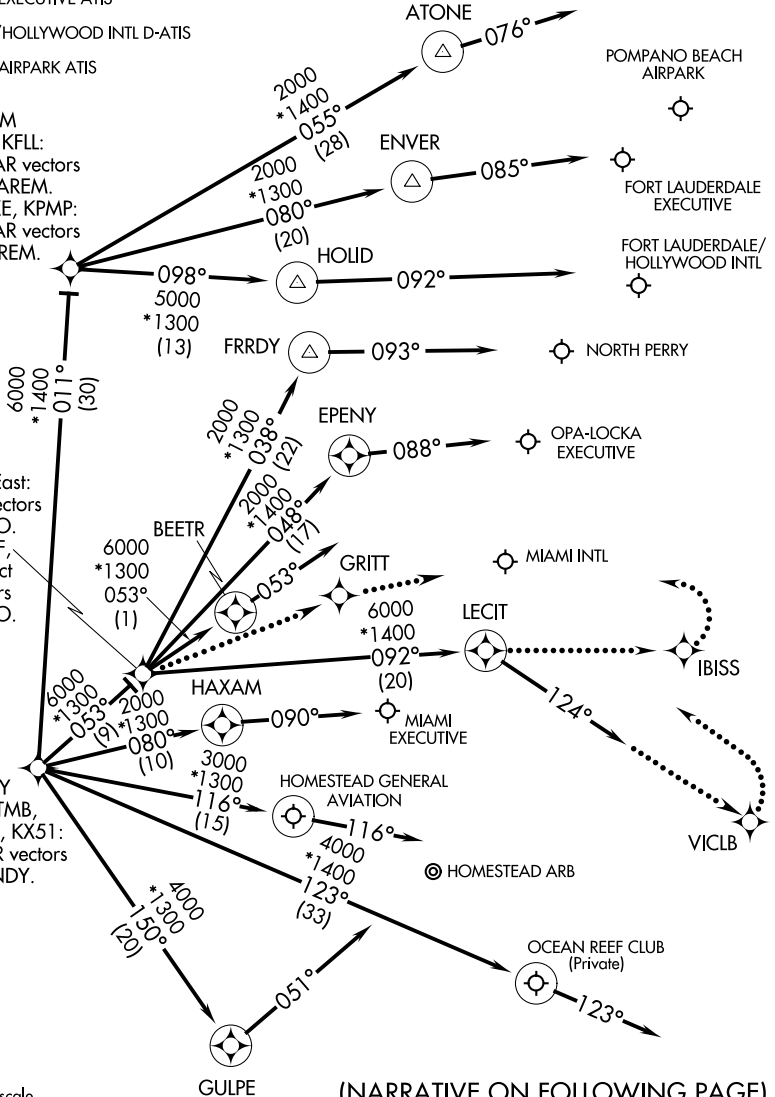 EXECUTIVE ATIS
/HOLLYWOOD INTL D-ATIS
AIRPARK ATIS
ATONE
076°
POMPANO BEACH
AIRPARK
2000
*1400
055°
(28)
KFLL:
AR vectors
AREM.
KPMP:
AR vectors
REM.
ENVER
085°
2000
*1300
080°
(20)
FORT LAUDERDALE
EXECUTIVE
FORT LAUDERDALE/
HOLLYWOOD INTL
HOLID
098°
5000
*1300
(13)
092°
FRRDY
093°
NORTH PERRY
6000
*1400
011°
(30)
2000
*1300
038°
(22)
EPENY
088°
OPA-LOCKA
EXECUTIVE
2000
*1400
048°
(17)
East:
ectors
O.
F,
ct
rs
O.
BEETR
053°
6000
*1300
053°
(1)
GRITT
MIAMI INTL
6000
*1400
092°
(20)
LECIT
IBISS
124°
VICLB
6000
*1300
053°
(9)
HAXAM
2000
*1300
080°
(10)
090°
MIAMI
EXECUTIVE
3000
*1300
116°
(15)
HOMESTEAD GENERAL
AVIATION
116°
Y
TMB,
, KX51:
R vectors
NDY.
4000
*1400
123°
(33)
HOMESTEAD ARB
4000
*1300
150°
(20)
OCEAN REEF CLUB
(Private)
123°
051°
GULPE
scale
(NARRATIVE ON FOLLOWING PAGE)